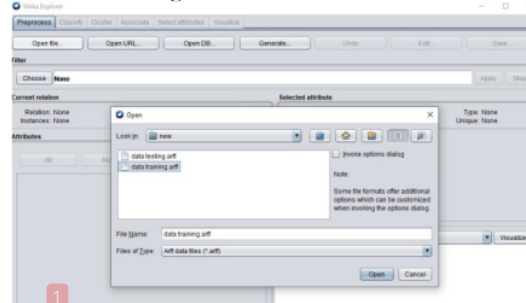 Weka Explorer
Preprocess Classify Cluster Associate Select attributes Visualize
Open file... Open URL... Open DB... Generate... Undo Edit... Save...
Filter
Choose None Apply Stop
Current relation Selected attribute
Relation: None
Instances: None
Type: None
Unique: None
Attributes
All
Open
Look In: new
data testing.arff
data training.arff
Invoke options dialog
Note:
Some file formats offer additional
options which can be customized
when invoking the options dialog.
File Name: data training.arff
Files of Type: Arff data files (*.arff)
Open Cancel
Visualize
1